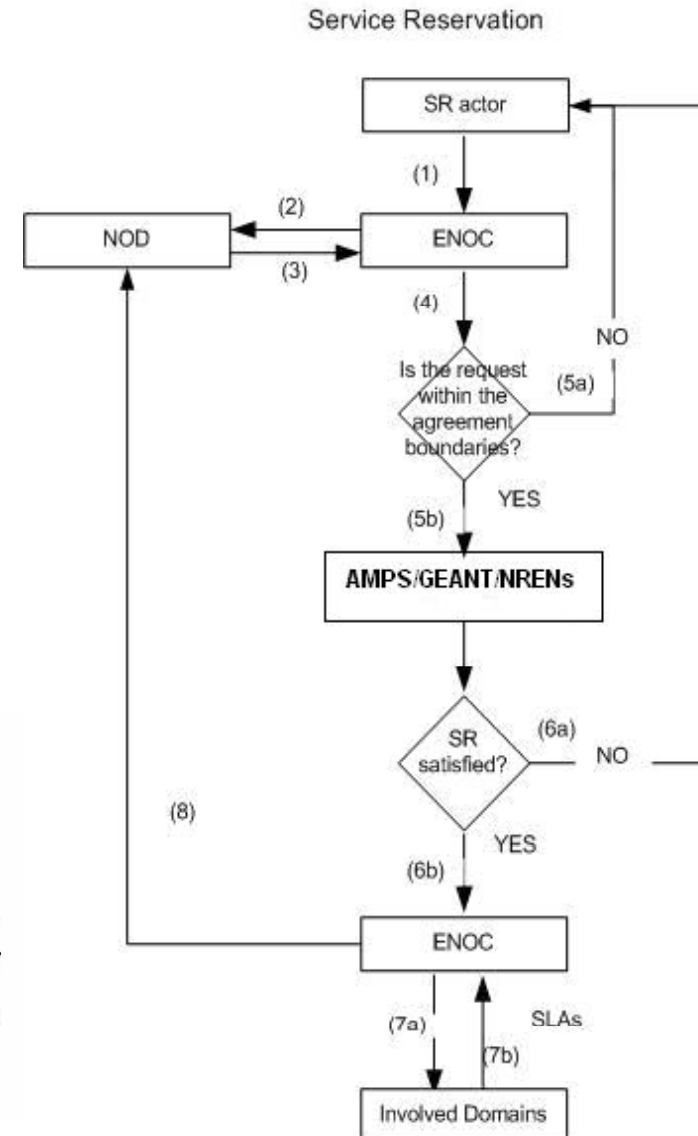 Service Reservation
SR actor
(1)
(2)
NOD
ENOC
(3)
(4)
NO
Is the request
within the
agreement
boundaries?
(5a)
YES
(5b)
AMPS/GEANT/NRENs
SR
satisfied?
(6a)
NO
(8)
YES
(6b)
ENOC
(7a)
SLAs
(7b)
Involved Domains